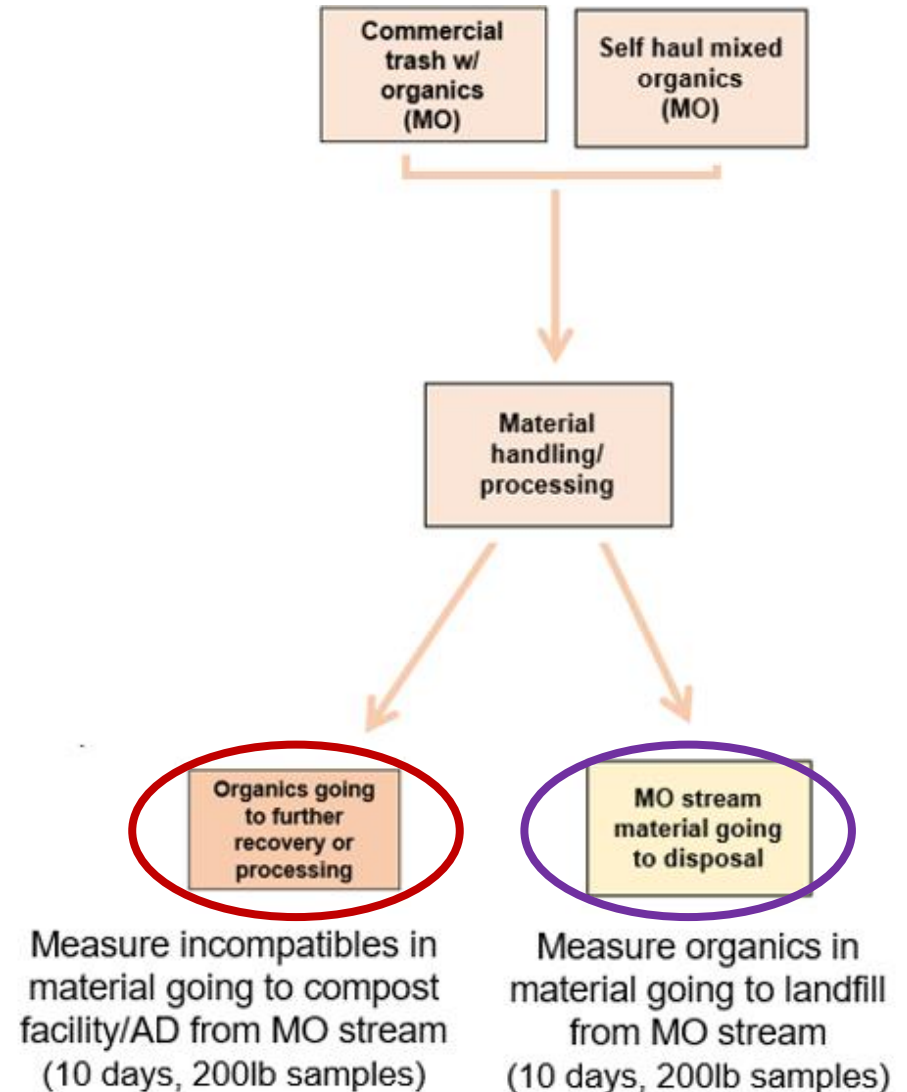 Commercial
trash w/
organics
(MO)
Self haul mixed
organics
(MO)
Material
handling/
processing
Organics going
to further
recovery or
processing
MO stream
material going
to disposal
Measure incompatibles in
material going to compost
facility/AD from MO stream
(10 days, 200lb samples)
Measure organics in
material going to landfill
from MO stream
(10 days, 200lb samples)